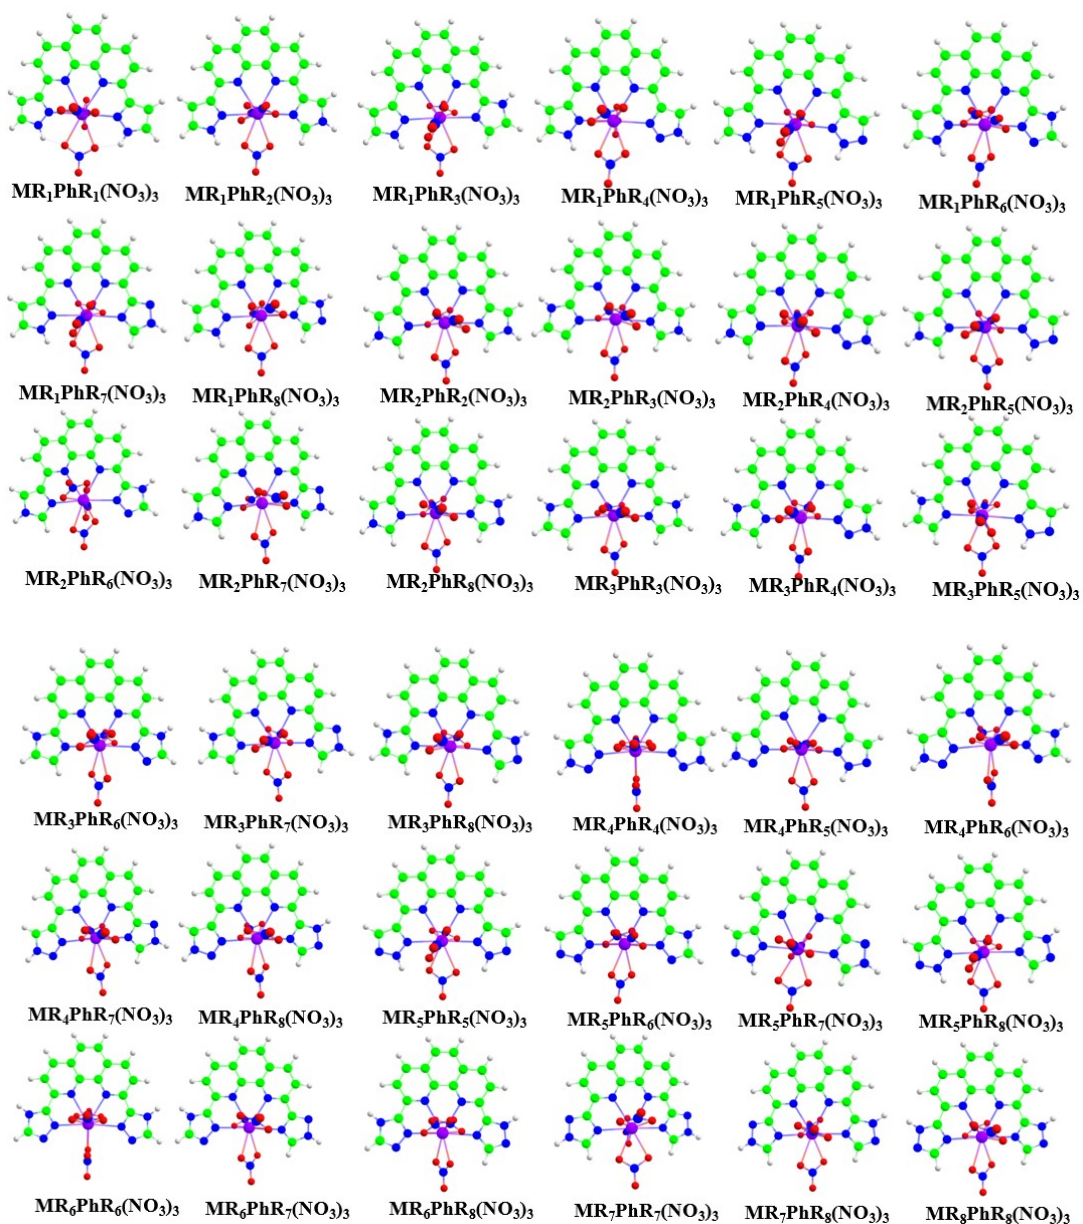 MR₁PhR₁(NO₃)₃ MR₁PhR₂(NO₃)₃ MR₁PhR₃(NO₃)₃ MR₁PhR₄(NO₃)₃ MR₁PhR₅(NO₃)₃ MR₁PhR₆(NO₃)₃
MR₁PhR₇(NO₃)₃ MR₁PhR₈(NO₃)₃ MR₂PhR₂(NO₃)₃ MR₂PhR₃(NO₃)₃ MR₂PhR₄(NO₃)₃ MR₂PhR₅(NO₃)₃
MR₂PhR₆(NO₃)₃ MR₂PhR₇(NO₃)₃ MR₂PhR₈(NO₃)₃ MR₃PhR₃(NO₃)₃ MR₃PhR₄(NO₃)₃ MR₃PhR₅(NO₃)₃
MR₃PhR₆(NO₃)₃ MR₃PhR₇(NO₃)₃ MR₃PhR₈(NO₃)₃ MR₄PhR₄(NO₃)₃ MR₄PhR₅(NO₃)₃ MR₄PhR₆(NO₃)₃
MR₄PhR₇(NO₃)₃ MR₄PhR₈(NO₃)₃ MR₅PhR₅(NO₃)₃ MR₅PhR₆(NO₃)₃ MR₅PhR₇(NO₃)₃ MR₅PhR₈(NO₃)₃
MR₆PhR₆(NO₃)₃ MR₆PhR₇(NO₃)₃ MR₆PhR₈(NO₃)₃ MR₇PhR₇(NO₃)₃ MR₇PhR₈(NO₃)₃ MR₈PhR₈(NO₃)₃